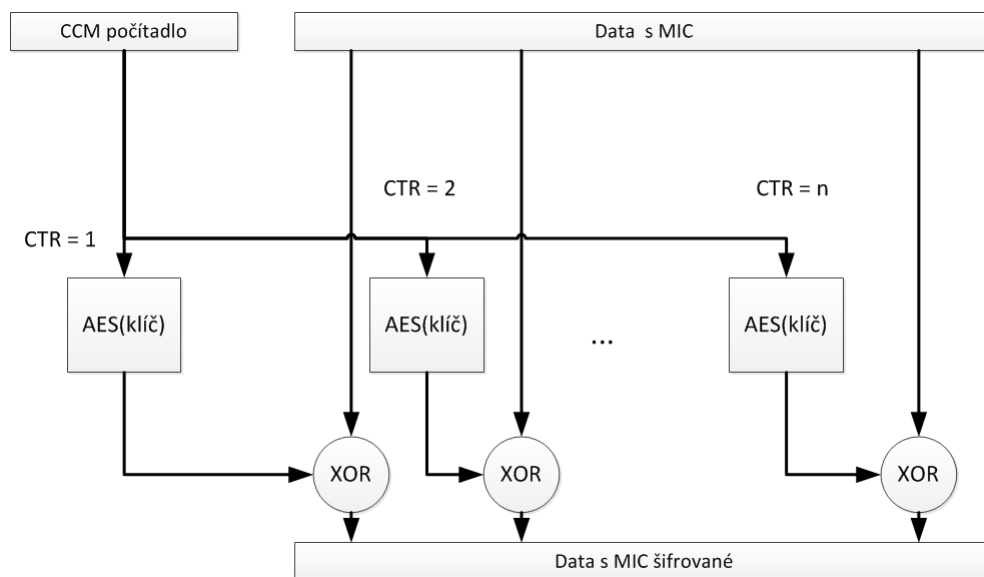 CCM počítadlo
Data s MIC
CTR = 2
CTR = n
CTR = 1
AES(klíč)
AES(klíč)
AES(klíč)
...
XOR
XOR
XOR
Data s MIC šifrované